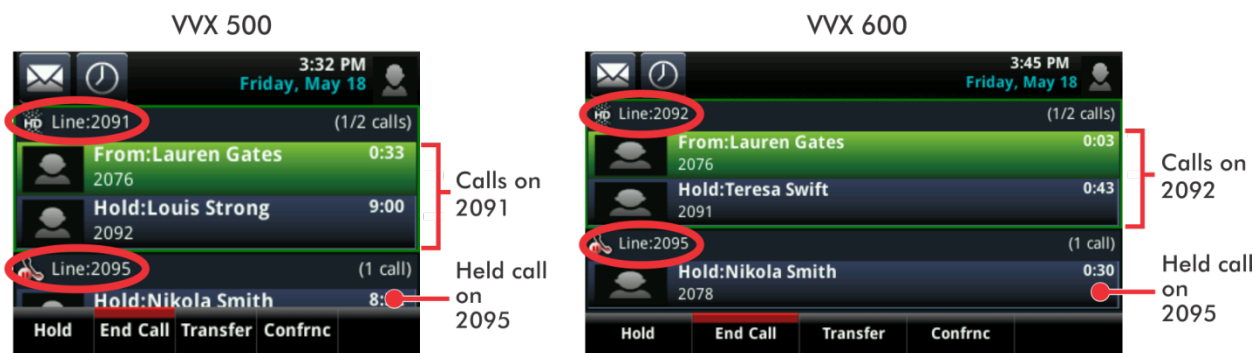 VVX 500
3:32 PM
Friday, May 18
HD Line:2091 (1/2 calls)
From:Lauren Gates 0:33
2076
Hold:Louis Strong 9:00
2092
Line:2095 (1 call)
Hold:Nikola Smith
Hold End Call Transfer Confrnc
Calls on
2091
Held call
on
2095
VVX 600
3:45 PM
Friday, May 18
HD Line:2092 (1/2 calls)
From:Lauren Gates 0:03
2076
Hold:Teresa Swift 0:43
2091
Line:2095 (1 call)
Hold:Nikola Smith 0:30
2078
Hold End Call Transfer Confrnc
Calls on
2092
Held call
on
2095